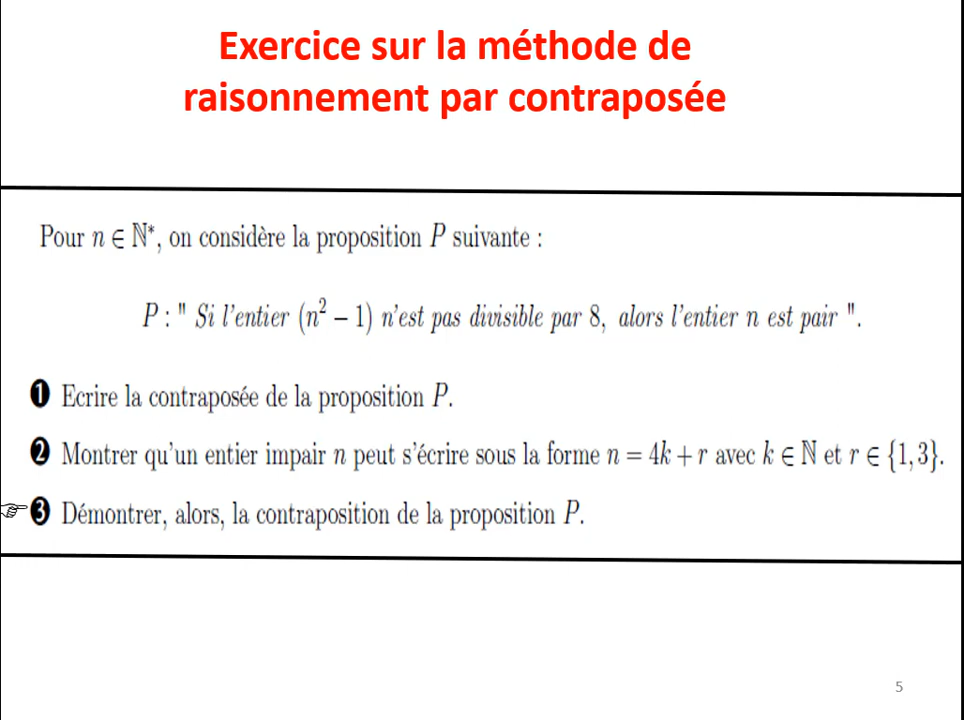 Exercice sur la méthode de
raisonnement par contraposée
Pour n ∈ ℕ*, on considère la proposition P suivante :
P : " Si l'entier (n² − 1) n'est pas divisible par 8, alors l'entier n est pair ".
❶ Ecrire la contraposée de la proposition P.
❷ Montrer qu'un entier impair n peut s'écrire sous la forme n = 4k + r avec k ∈ ℕ et r ∈ {1, 3}.
☞ ❸ Démontrer, alors, la contraposition de la proposition P.
5